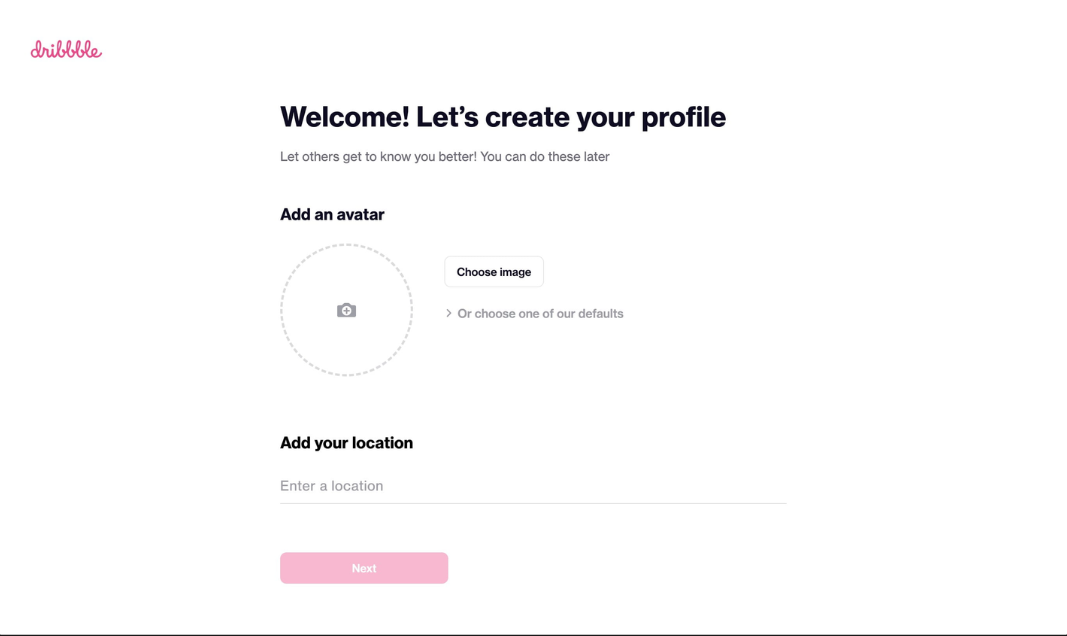 dribbble
Welcome! Let’s create your profile
Let others get to know you better! You can do these later
Add an avatar
Choose image
Or choose one of our defaults
Add your location
Enter a location
Next